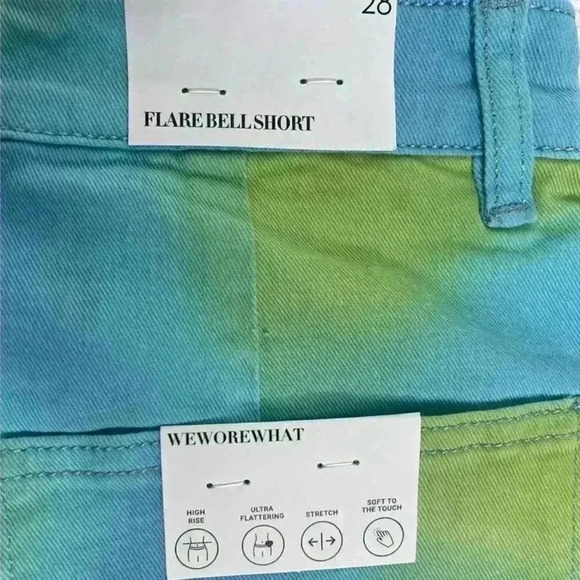 28
FLARE BELL SHORT
WEWOREWHAT
HIGH
RISE
ULTRA
FLATTERING
STRETCH
SOFT TO
THE TOUCH